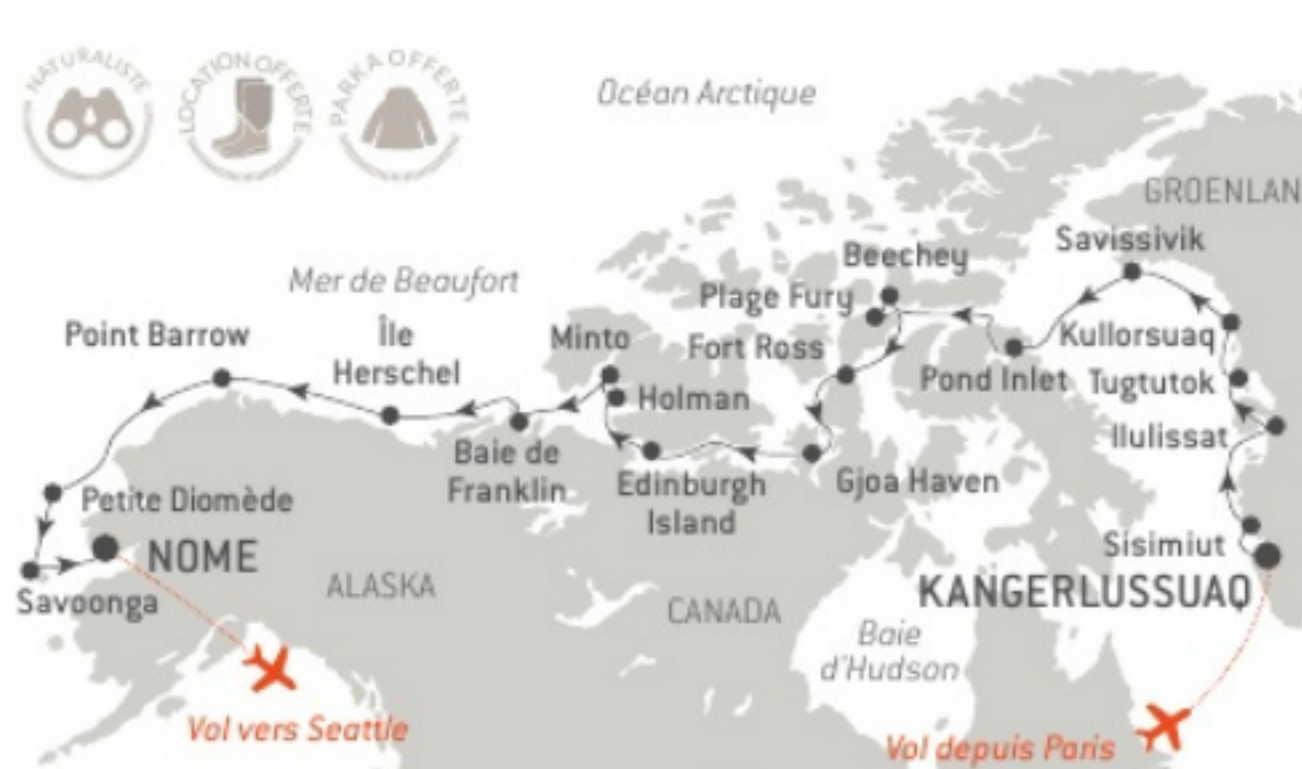 NATURALISTE
LOCATION OFFERTE
PARKA OFFERTE
Océan Arctique
GROENLAN
Savissivik
Beechey
Mer de Beaufort
Plage Fury
Point Barrow
Île
Herschel
Minto
Fort Ross
Kullorsuaq
Pond Inlet
Tugtutok
Holman
Ilulissat
Baie de
Franklin
Edinburgh
Island
Gjoa Haven
Petite Diomède
NOME
Sisimiut
KANGERLUSSUAQ
Savoonga
ALASKA
CANADA
Baie
d'Hudson
Vol vers Seattle
Vol depuis Paris